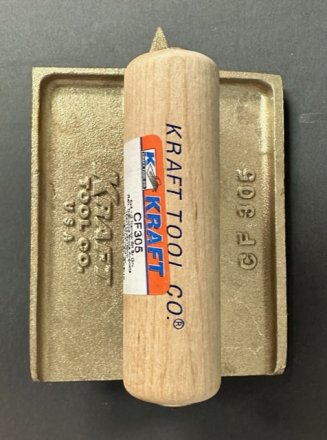 KRAFT
TOOL CO.
USA
K
KRAFT
CF305
KRAFT TOOL CO.®
CF 305